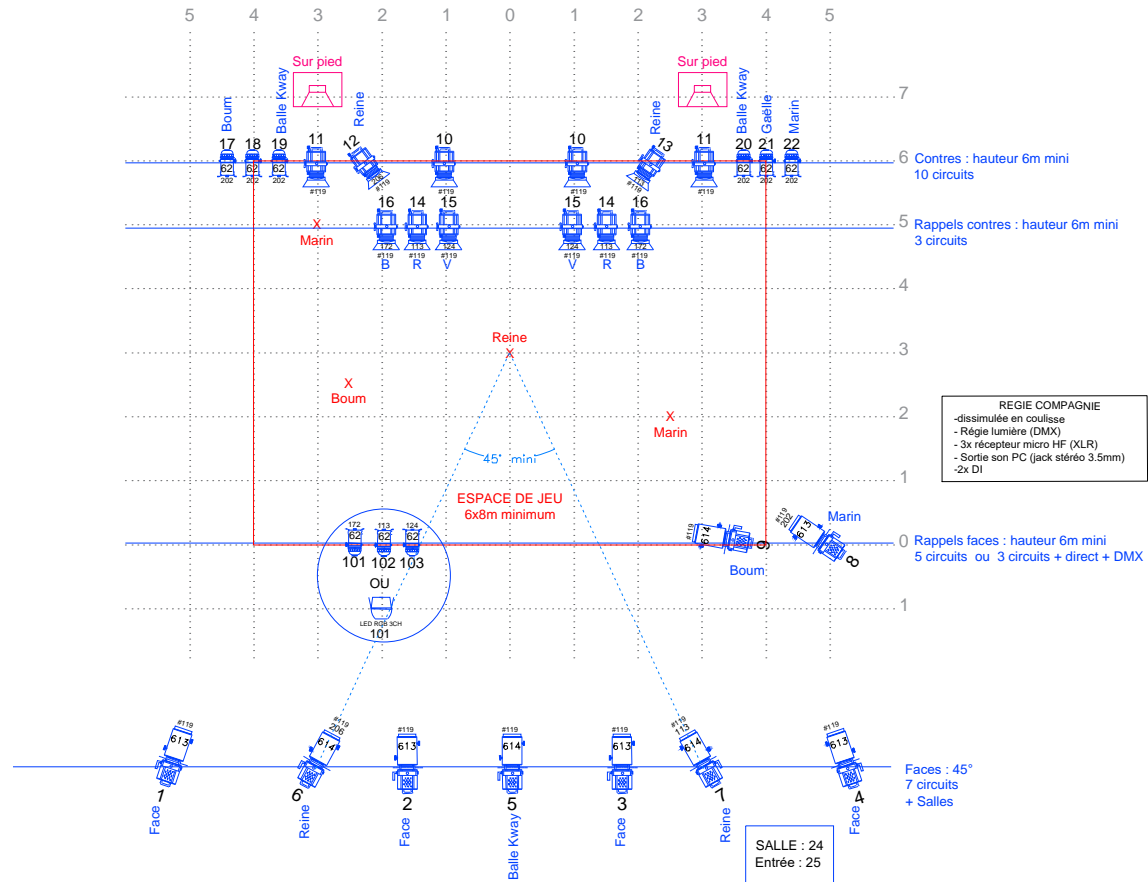 5 4 3 2 1 0 1 2 3 4 5
Sur pied
Sur pied
7
Boum
Balle Kway
Reine
Reine
Balle Kway
Gaëlle
Marin
17 18 19 11 12 10 10 13 11 20 21 22
62 62 62 62 62 62
202 202 202 202 202 202
206
#119
113
#119
#119 #119 #119 #119
6
Contres : hauteur 6m mini
10 circuits
16 14 15 15 14 16
172 113 124 124 113 172
#119 #119 #119 #119 #119 #119
B R V V R B
5
Rappels contres : hauteur 6m mini
3 circuits
X
Marin
4
Reine
X
3
X
Boum
X
Marin
2
45° mini
1
REGIE COMPAGNIE
-dissimulée en coulisse
- Régie lumière (DMX)
- 3x récepteur micro HF (XLR)
- Sortie son PC (jack stéréo 3.5mm)
-2x DI
ESPACE DE JEU
6x8m minimum
172 113 124
62 62 62
101 102 103
OU
LED RGB 3CH
101
#119
614
9
Boum
#119
202
613
8
Marin
0
Rappels faces : hauteur 6m mini
5 circuits ou 3 circuits + direct + DMX
1
#119
613
1
Face
#119
206
614
6
Reine
#119
613
2
Face
#119
614
5
Balle Kway
#119
613
3
Face
#119
113
614
7
Reine
#119
613
4
Face
Faces : 45°
7 circuits
+ Salles
SALLE : 24
Entrée : 25